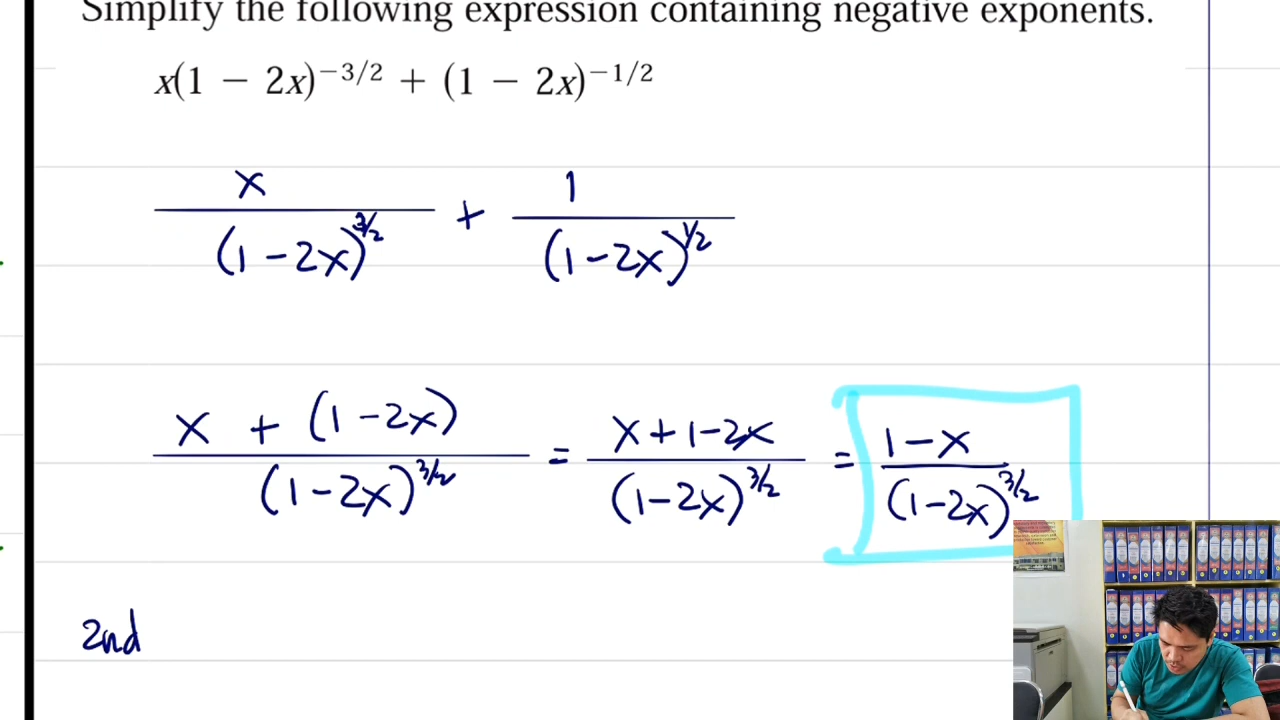 Simplify the following expression containing negative exponents.
x(1 − 2x)^−3/2 + (1 − 2x)^−1/2
x/(1−2x)^3/2 + 1/(1−2x)^1/2
x + (1−2x)/(1−2x)^3/2 = x+1−2x/(1−2x)^3/2 = 1−x/(1−2x)^3/2
2nd